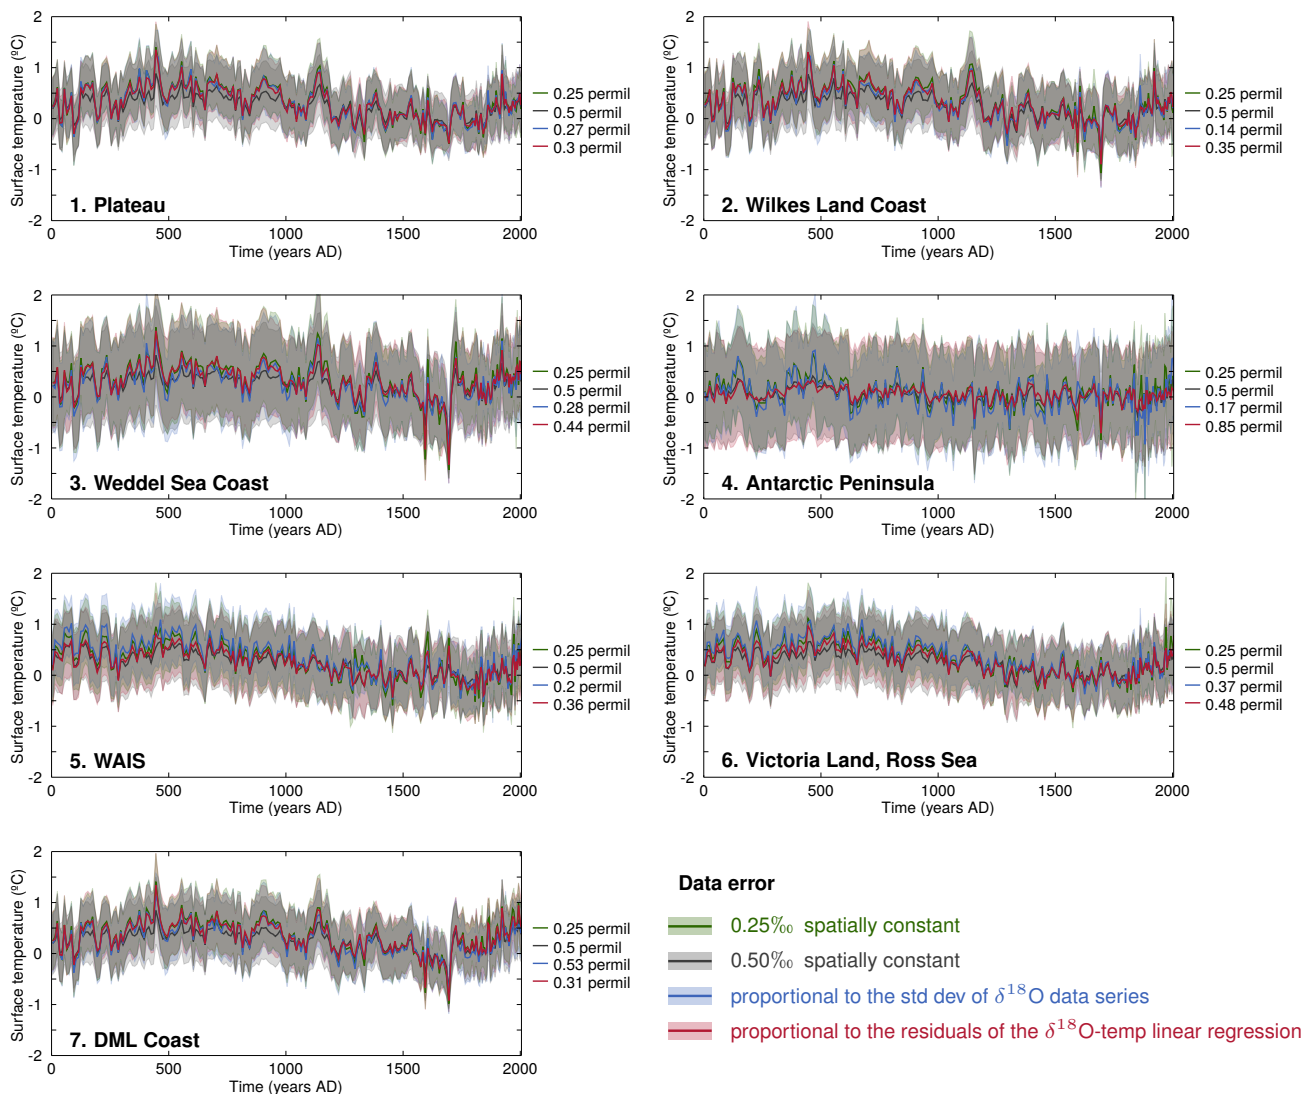 Surface temperature (ºC)
2
1
0
-1
-2
1. Plateau
0 500 1000 1500 2000
Time (years AD)
0.25 permil
0.5 permil
0.27 permil
0.3 permil
Surface temperature (ºC)
2
1
0
-1
-2
2. Wilkes Land Coast
0 500 1000 1500 2000
Time (years AD)
0.25 permil
0.5 permil
0.14 permil
0.35 permil
Surface temperature (ºC)
2
1
0
-1
-2
3. Weddel Sea Coast
0 500 1000 1500 2000
Time (years AD)
0.25 permil
0.5 permil
0.28 permil
0.44 permil
Surface temperature (ºC)
2
1
0
-1
-2
4. Antarctic Peninsula
0 500 1000 1500 2000
Time (years AD)
0.25 permil
0.5 permil
0.17 permil
0.85 permil
Surface temperature (ºC)
2
1
0
-1
-2
5. WAIS
0 500 1000 1500 2000
Time (years AD)
0.25 permil
0.5 permil
0.2 permil
0.36 permil
Surface temperature (ºC)
2
1
0
-1
-2
6. Victoria Land, Ross Sea
0 500 1000 1500 2000
Time (years AD)
0.25 permil
0.5 permil
0.37 permil
0.48 permil
Surface temperature (ºC)
2
1
0
-1
-2
7. DML Coast
0 500 1000 1500 2000
Time (years AD)
0.25 permil
0.5 permil
0.53 permil
0.31 permil
Data error
0.25‰ spatially constant
0.50‰ spatially constant
proportional to the std dev of δ¹⁸O data series
proportional to the residuals of the δ¹⁸O-temp linear regression